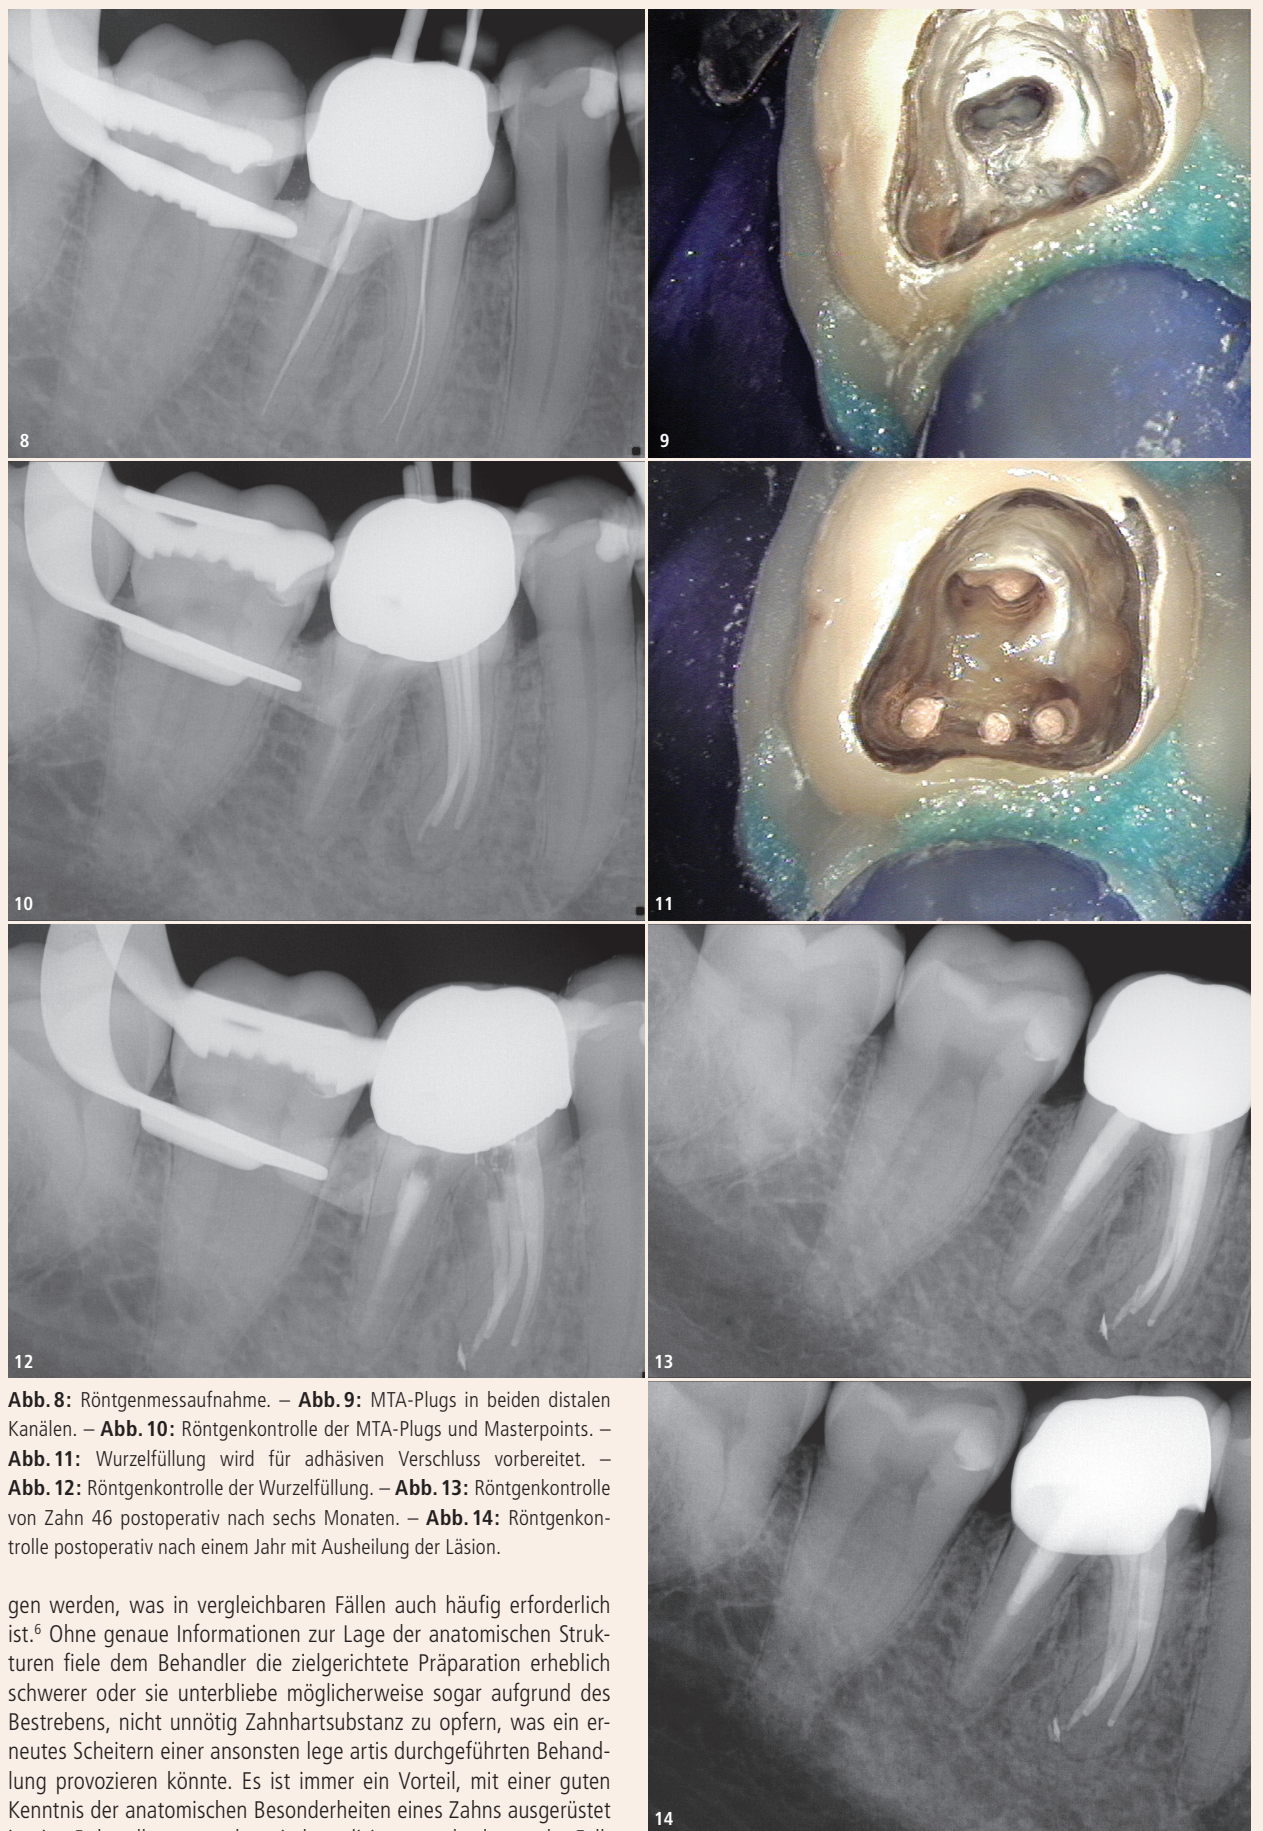 8
9
10
11
12
13
Abb. 8: Röntgenmessaufnahme. – Abb. 9: MTA-Plugs in beiden distalen
Kanälen. – Abb. 10: Röntgenkontrolle der MTA-Plugs und Masterpoints. –
Abb. 11: Wurzelfüllung wird für adhäsiven Verschluss vorbereitet. –
Abb. 12: Röntgenkontrolle der Wurzelfüllung. – Abb. 13: Röntgenkontrolle
von Zahn 46 postoperativ nach sechs Monaten. – Abb. 14: Röntgenkon-
trolle postoperativ nach einem Jahr mit Ausheilung der Läsion.
14
gen werden, was in vergleichbaren Fällen auch häufig erforderlich
ist.⁶ Ohne genaue Informationen zur Lage der anatomischen Struk-
turen fiele dem Behandler die zielgerichtete Präparation erheblich
schwerer oder sie unterbliebe möglicherweise sogar aufgrund des
Bestrebens, nicht unnötig Zahnhartsubstanz zu opfern, was ein er-
neutes Scheitern einer ansonsten lege artis durchgeführten Behand-
lung provozieren könnte. Es ist immer ein Vorteil, mit einer guten
Kenntnis der anatomischen Besonderheiten eines Zahns ausgerüstet